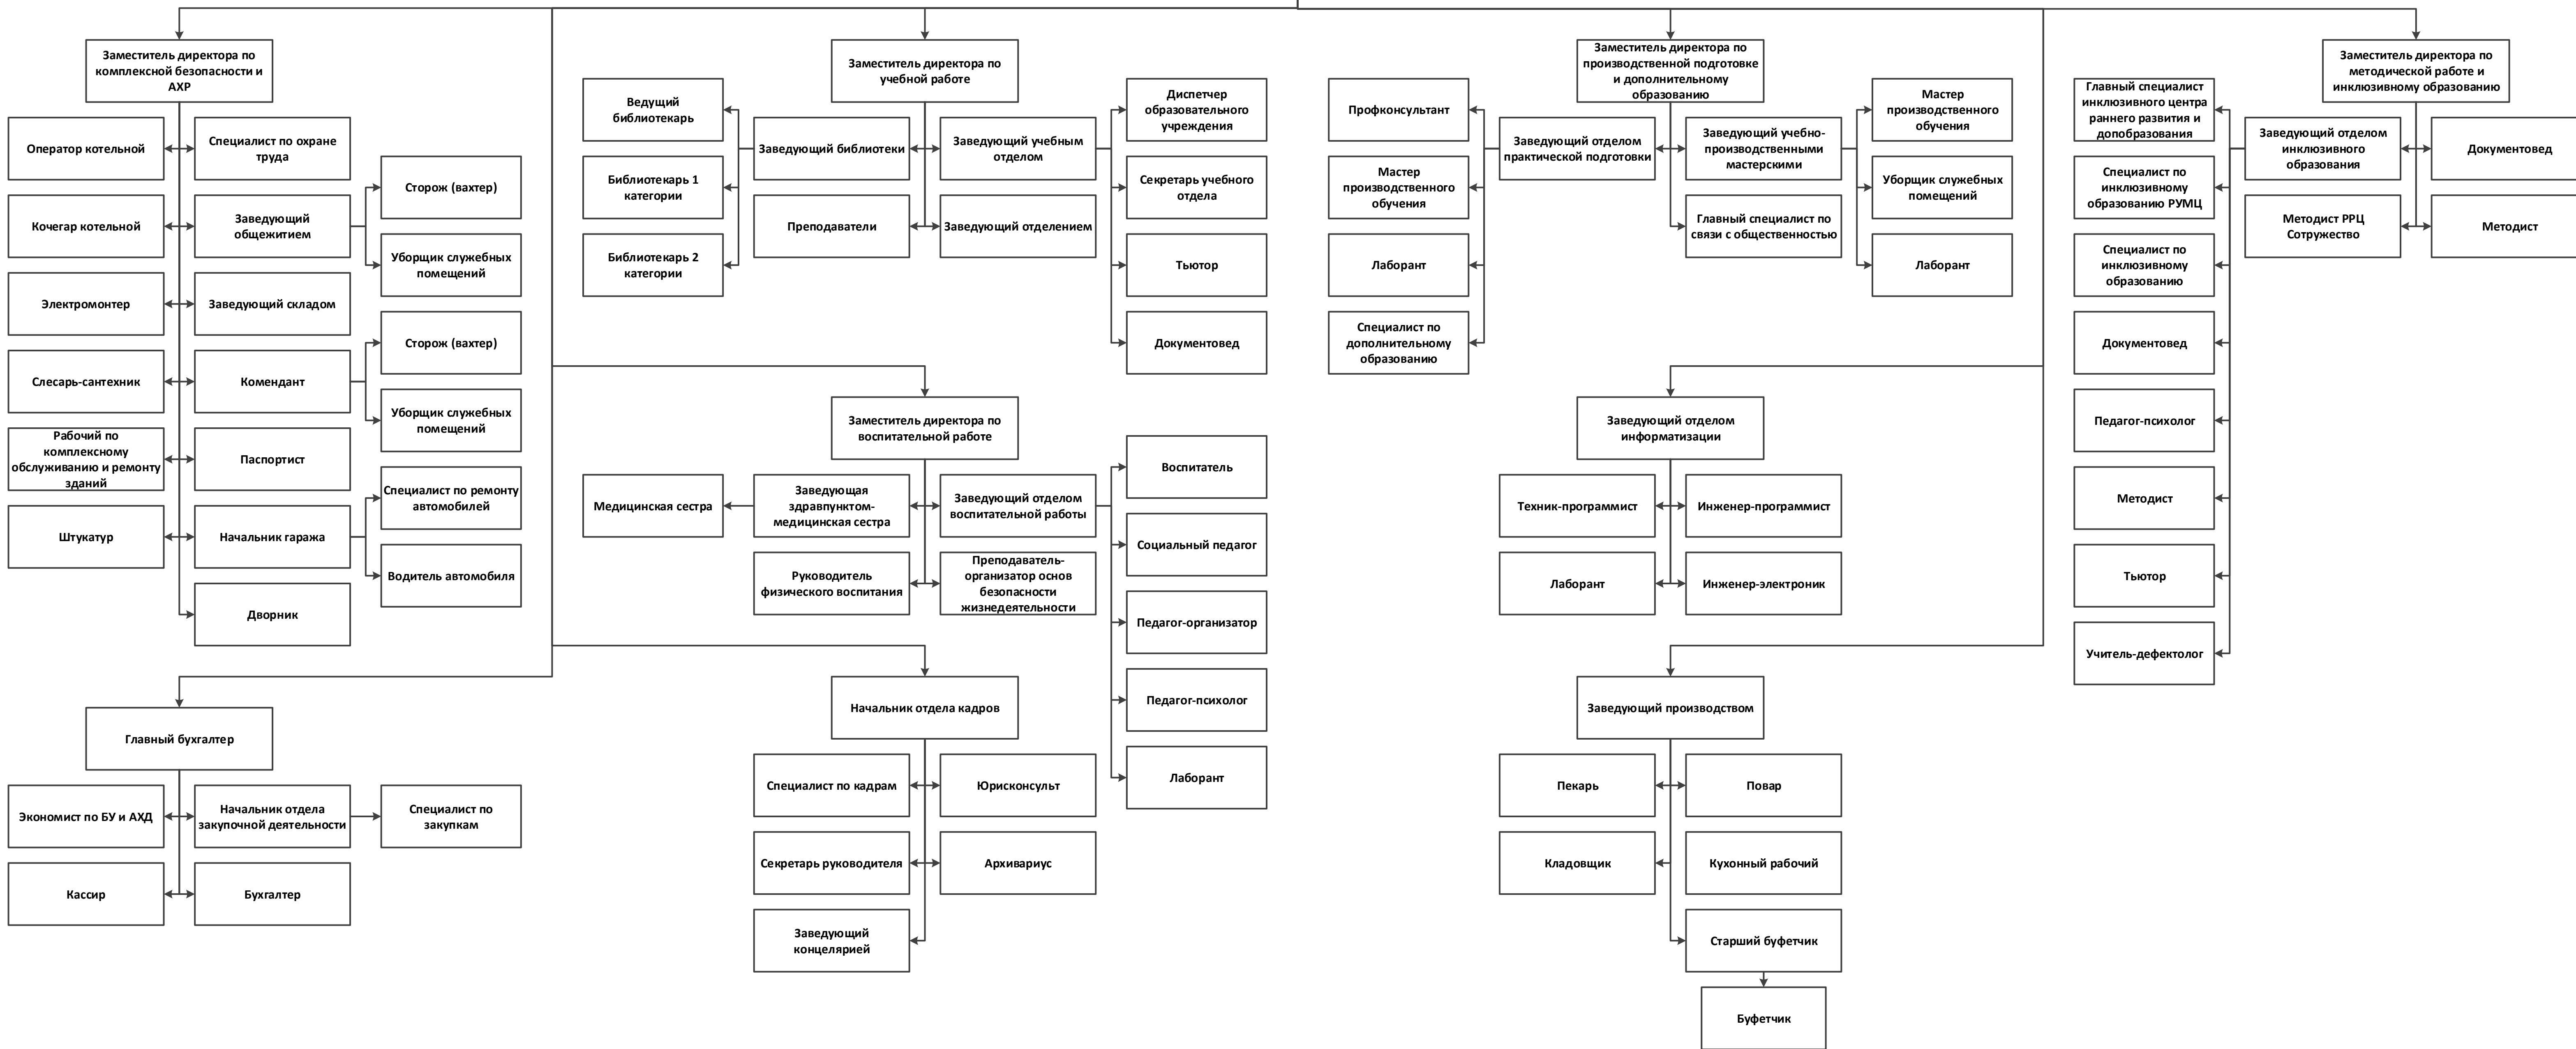 Заместитель директора по
комплексной безопасности и
АХР
Оператор котельной
Специалист по охране
труда
Кочегар котельной
Заведующий
общежитием
Сторож (вахтер)
Уборщик служебных
помещений
Электромонтер
Заведующий складом
Слесарь-сантехник
Комендант
Сторож (вахтер)
Уборщик служебных
помещений
Рабочий по
комплексному
обслуживанию и ремонту
зданий
Паспортист
Штукатур
Начальник гаража
Специалист по ремонту
автомобилей
Водитель автомобиля
Дворник
Главный бухгалтер
Экономист по БУ и АХД
Начальник отдела
закупочной деятельности
Специалист по
закупкам
Кассир
Бухгалтер
Заместитель директора по
учебной работе
Ведущий
библиотекарь
Библиотекарь 1
категории
Библиотекарь 2
категории
Заведующий библиотеки
Заведующий учебным
отделом
Преподаватели
Заведующий отделением
Диспетчер
образовательного
учреждения
Секретарь учебного
отдела
Тьютор
Документовед
Заместитель директора по
воспитательной работе
Медицинская сестра
Заведующая
здравпунктом-
медицинская сестра
Заведующий отделом
воспитательной работы
Руководитель
физического воспитания
Преподаватель-
организатор основ
безопасности
жизнедеятельности
Воспитатель
Социальный педагог
Педагог-организатор
Педагог-психолог
Лаборант
Начальник отдела кадров
Специалист по кадрам
Юрисконсульт
Секретарь руководителя
Архивариус
Заведующий
концелярией
Заместитель директора по
производственной подготовке
и дополнительному
образованию
Профконсультант
Мастер
производственного
обучения
Лаборант
Специалист по
дополнительному
образованию
Заведующий отделом
практической подготовки
Заведующий учебно-
производственными
мастерскими
Главный специалист по
связи с общественностью
Мастер
производственного
обучения
Уборщик служебных
помещений
Лаборант
Заведующий отделом
информатизации
Техник-программист
Инженер-программист
Лаборант
Инженер-электроник
Заведующий производством
Пекарь
Повар
Кладовщик
Кухонный рабочий
Старший буфетчик
Буфетчик
Заместитель директора по
методической работе и
инклюзивному образованию
Главный специалист
инклюзивного центра
раннего развития и
допобразования
Специалист по
инклюзивному
образованию РУМЦ
Специалист по
инклюзивному
образованию
Документовед
Педагог-психолог
Методист
Тьютор
Учитель-дефектолог
Заведующий отделом
инклюзивного
образования
Документовед
Методист РРЦ
Сотружество
Методист